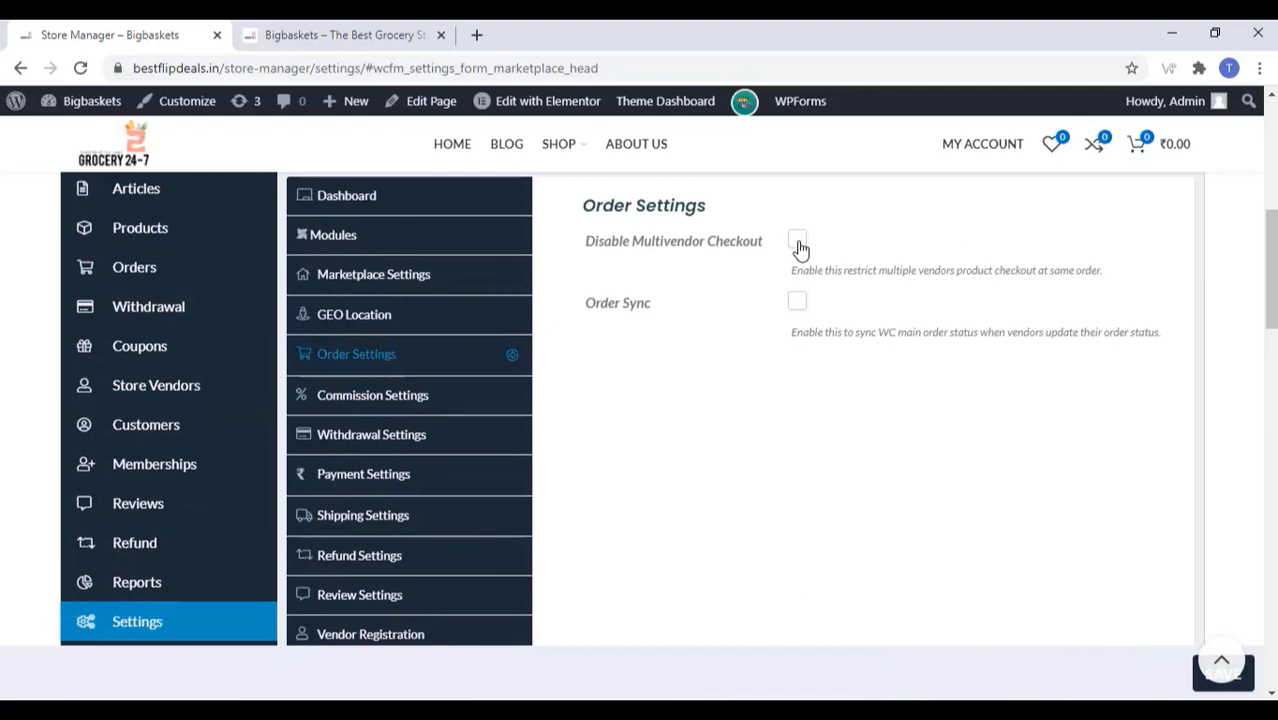 Store Manager – Bigbaskets
Bigbaskets – The Best Grocery St
bestflipdeals.in/store-manager/settings/#wcfm_settings_form_marketplace_head
T
Bigbaskets
Customize
3
0
New
Edit Page
Edit with Elementor
Theme Dashboard
WPForms
Howdy, Admin
GROCERY 24-7
HOME
BLOG
SHOP
ABOUT US
MY ACCOUNT
0
0
0
₹0.00
Articles
Products
Orders
Withdrawal
Coupons
Store Vendors
Customers
Memberships
Reviews
Refund
Reports
Settings
Dashboard
Modules
Marketplace Settings
GEO Location
Order Settings
Commission Settings
Withdrawal Settings
Payment Settings
Shipping Settings
Refund Settings
Review Settings
Vendor Registration
Order Settings
Disable Multivendor Checkout
Enable this restrict multiple vendors product checkout at same order.
Order Sync
Enable this to sync WC main order status when vendors update their order status.
SAVE